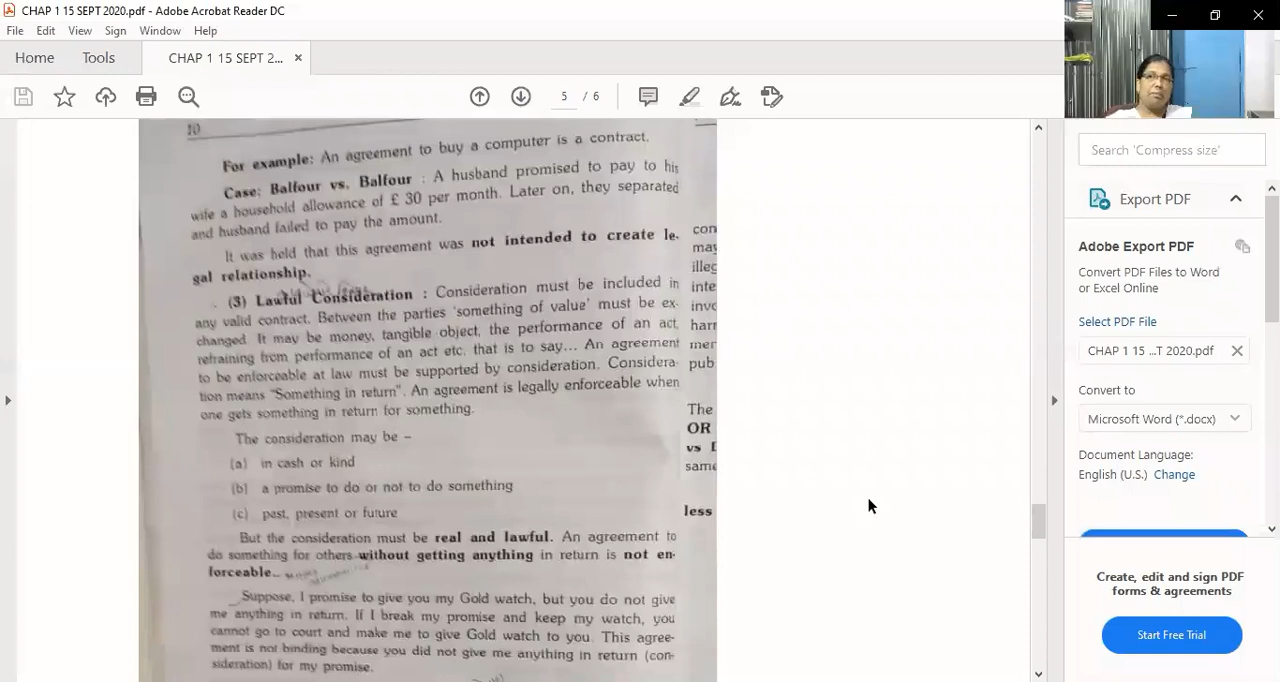 CHAP 1 15 SEPT 2020.pdf - Adobe Acrobat Reader DC
File Edit View Sign Window Help
Home Tools CHAP 1 15 SEPT 2... ×
5 / 6
10
For example: An agreement to buy a computer is a contract.
Case: Balfour vs. Balfour : A husband promised to pay to his
wife a household allowance of £ 30 per month. Later on, they separated
and husband failed to pay the amount.
It was held that this agreement was not intended to create le-
gal relationship.
(3) Lawful Consideration : Consideration must be included in
any valid contract. Between the parties 'something of value' must be ex-
changed. It may be money, tangible object, the performance of an act,
refraining from performance of an act etc. that is to say... An agreement
to be enforceable at law must be supported by consideration. Considera-
tion means "Something in return". An agreement is legally enforceable when
one gets something in return for something.
The consideration may be –
(a) in cash or kind
(b) a promise to do or not to do something
(c) past, present or future
But the consideration must be real and lawful. An agreement to
do something for others without getting anything in return is not en-
forceable.
Suppose, I promise to give you my Gold watch, but you do not give
me anything in return. If I break my promise and keep my watch, you
cannot go to court and make me to give Gold watch to you. This agree-
ment is not binding because you did not give me anything in return (con-
sideration) for my promise.
con
may
illeg
inte
invo
harr
mer
pub
The
OR
vs
same
less
Search 'Compress size'
Export PDF
Adobe Export PDF
Convert PDF Files to Word
or Excel Online
Select PDF File
CHAP 1 15 ...T 2020.pdf
Convert to
Microsoft Word (*.docx)
Document Language:
English (U.S.) Change
Create, edit and sign PDF
forms & agreements
Start Free Trial